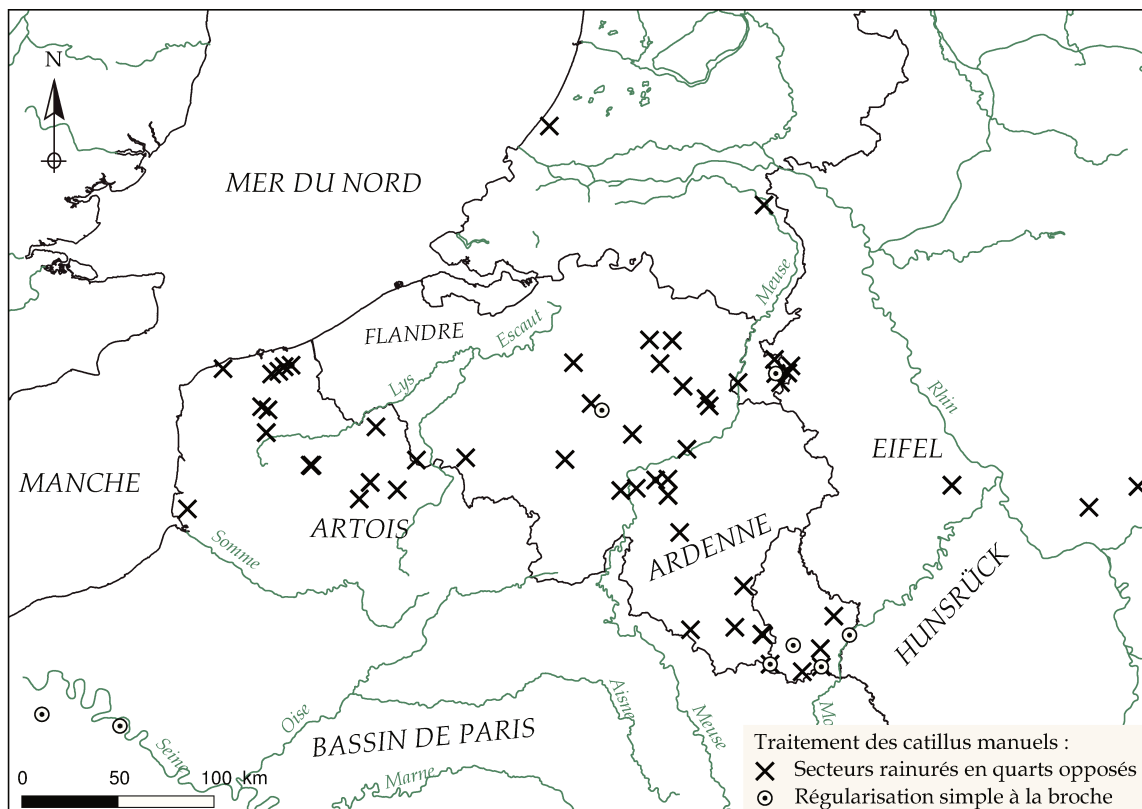 N
MER DU NORD
Meuse
FLANDRE
Escaut
Lys
Rhin
EIFEL
MANCHE
ARTOIS
Somme
ARDENNE
HUNSRÜCK
Oise
Aisne
Meuse
Mo
BASSIN DE PARIS
Seine
Marne
0 50 100 km
Traitement des catillus manuels :
Secteurs rainurés en quarts opposés
Régularisation simple à la broche